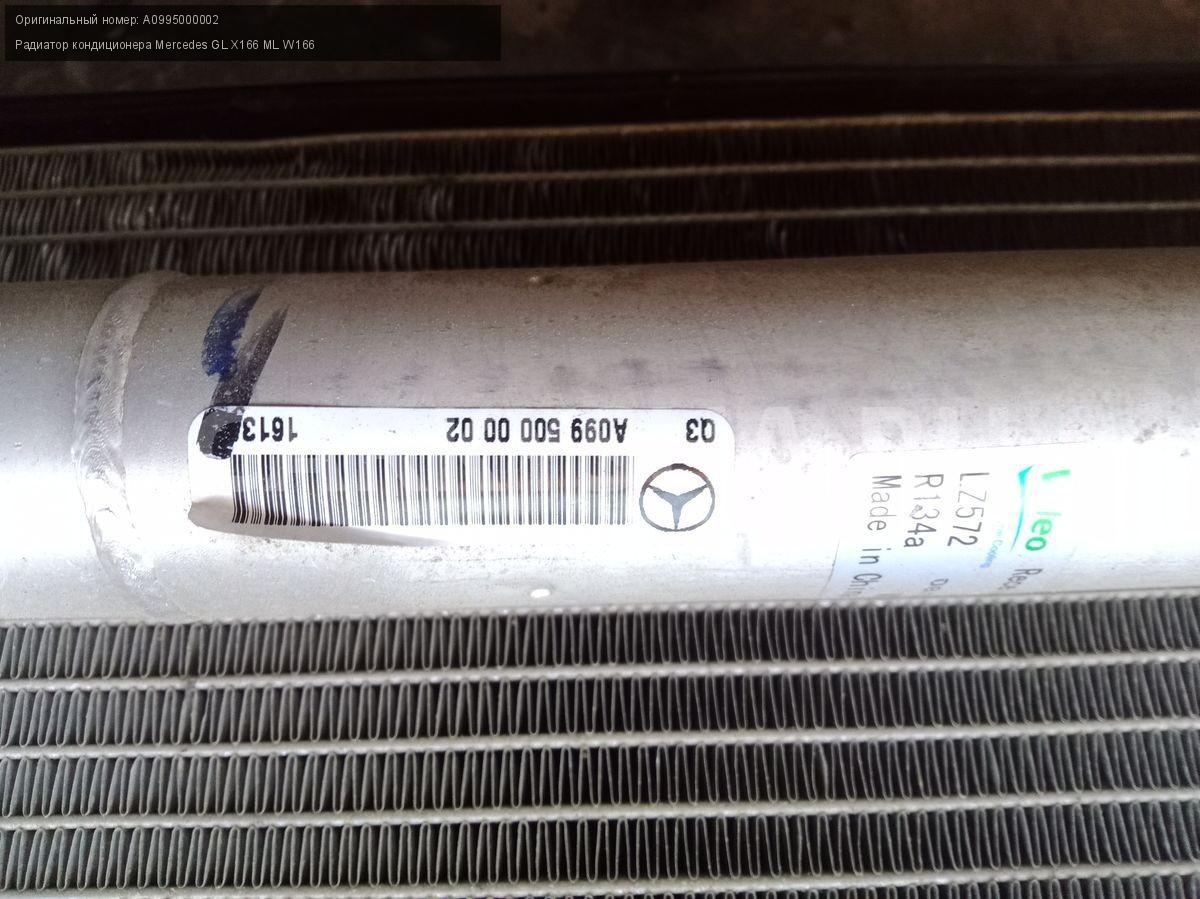 Оригинальный номер: A0995000002
Радиатор кондиционера Mercedes GL X166 ML W166
Q3 A099 500 00 02 1613
LZ572
R134a
Made in